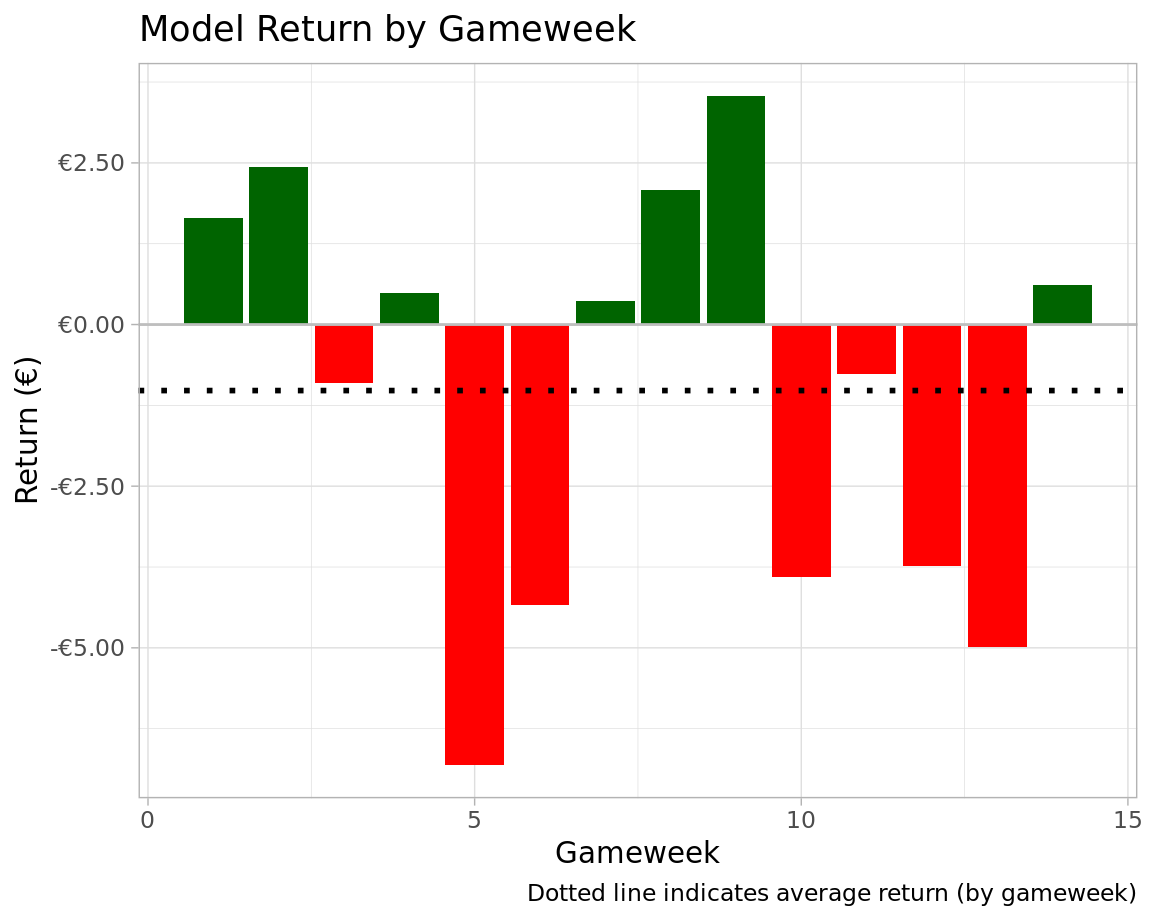 Model Return by Gameweek
€2.50
€0.00
-€2.50
-€5.00
Return (€)
0 5 10 15
Gameweek
Dotted line indicates average return (by gameweek)